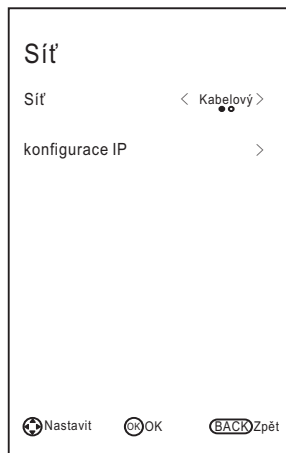 Síť
Síť < Kabelový >
konfigurace IP >
Nastavit OK OK BACK Zpět